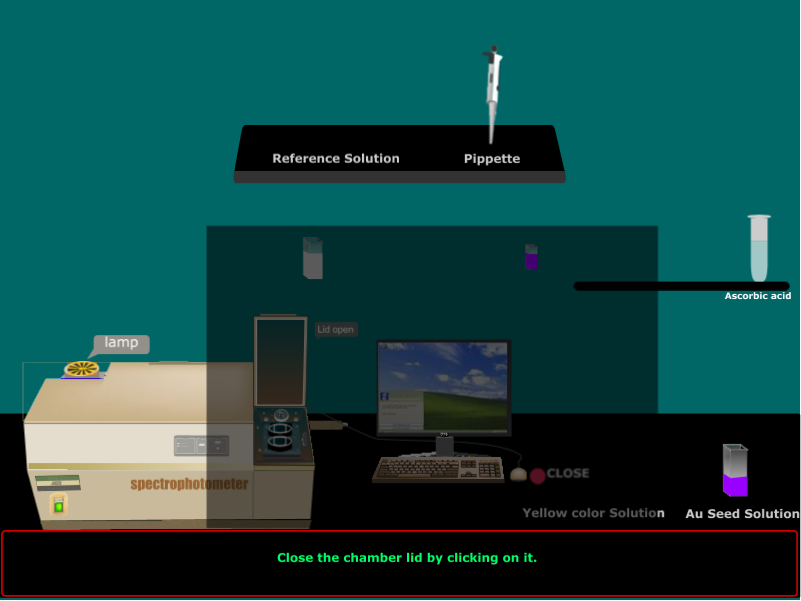 Reference Solution
Pippette
Ascorbic acid
Lid open
lamp
CLOSE
spectrophotometer
Yellow color Solution
Au Seed Solution
Close the chamber lid by clicking on it.